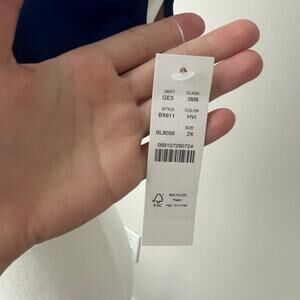 DEPT CLASS
GE3 0M8
STYLE COLOR
BX611 HVI
SIZE
BL8056 2X
099107290724
RECYCLED
Paper
FSC